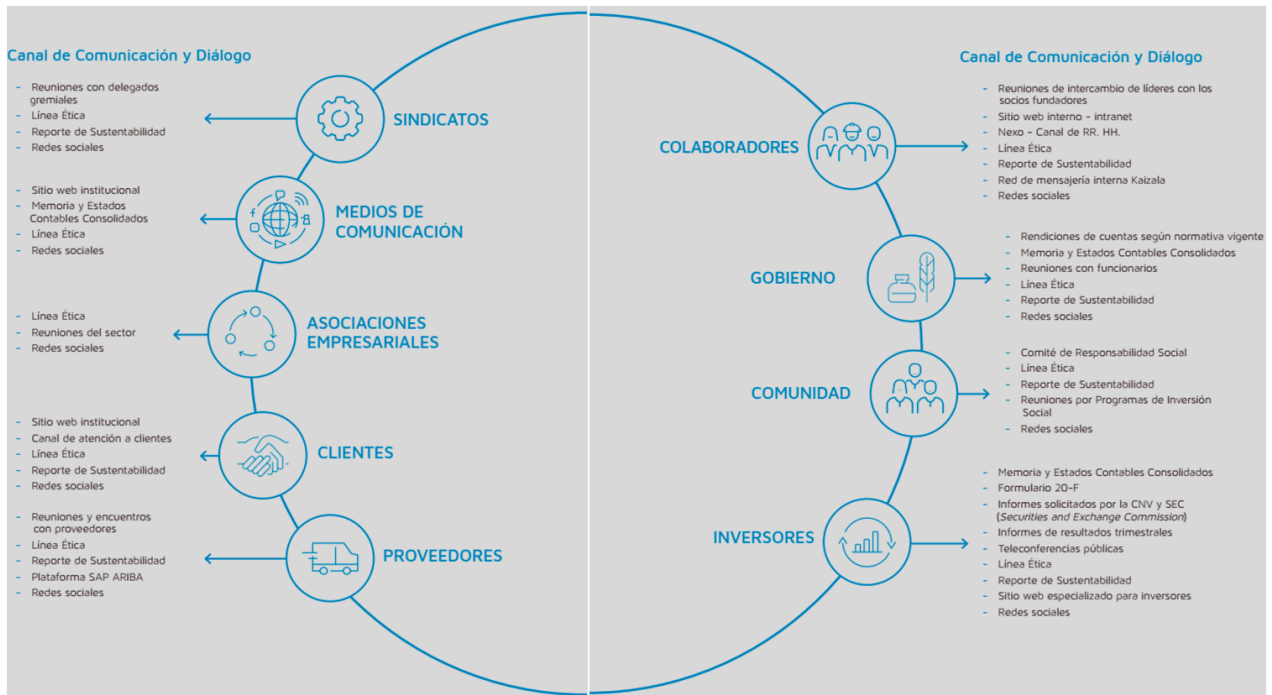 Canal de Comunicación y Diálogo
- Reuniones con delegados
gremiales
- Línea Ética
- Reporte de Sustentabilidad
- Redes sociales
SINDICATOS
- Sitio web institucional
- Memoria y Estados
Contables Consolidados
- Línea Ética
- Redes sociales
MEDIOS DE
COMUNICACIÓN
- Línea Ética
- Reuniones del sector
- Redes sociales
ASOCIACIONES
EMPRESARIALES
- Sitio web institucional
- Canal de atención a clientes
- Línea Ética
- Reporte de Sustentabilidad
- Redes sociales
CLIENTES
- Reuniones y encuentros
con proveedores
- Línea Ética
- Reporte de Sustentabilidad
- Plataforma SAP ARIBA
- Redes sociales
PROVEEDORES
Canal de Comunicación y Diálogo
COLABORADORES
- Reuniones de intercambio de líderes con los
socios fundadores
- Sitio web interno - intranet
- Nexo - Canal de RR. HH.
- Línea Ética
- Reporte de Sustentabilidad
- Red de mensajería interna Kaizala
- Redes sociales
GOBIERNO
- Rendiciones de cuentas según normativa vigente
- Memoria y Estados Contables Consolidados
- Reuniones con funcionarios
- Línea Ética
- Reporte de Sustentabilidad
- Redes sociales
COMUNIDAD
- Comité de Responsabilidad Social
- Línea Ética
- Reporte de Sustentabilidad
- Reuniones por Programas de Inversión
Social
- Redes sociales
INVERSORES
- Memoria y Estados Contables Consolidados
- Formulario 20-F
- Informes solicitados por la CNV y SEC
(Securities and Exchange Commission)
- Informes de resultados trimestrales
- Teleconferencias públicas
- Línea Ética
- Reporte de Sustentabilidad
- Sitio web especializado para inversores
- Redes sociales